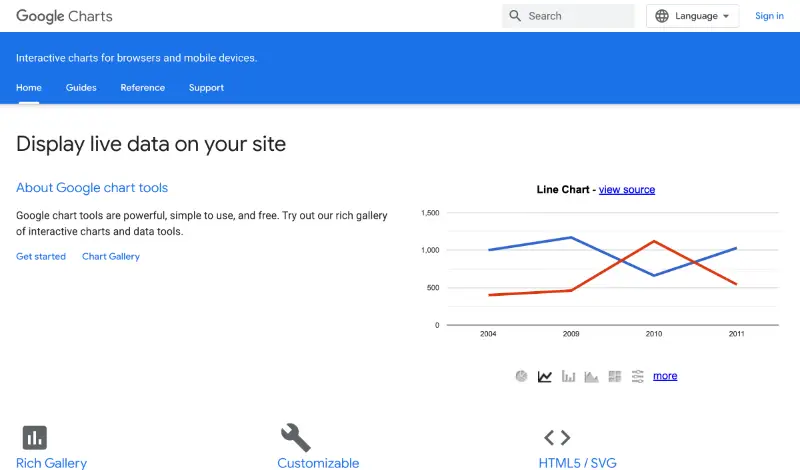 Google Charts
Search
Language
Sign in
Interactive charts for browsers and mobile devices.
Home Guides Reference Support
Display live data on your site
About Google chart tools
Google chart tools are powerful, simple to use, and free. Try out our rich gallery
of interactive charts and data tools.
Get started Chart Gallery
Line Chart - view source
1,500
1,000
500
0
2004 2009 2010 2011
more
Rich Gallery
Customizable
HTML5 / SVG